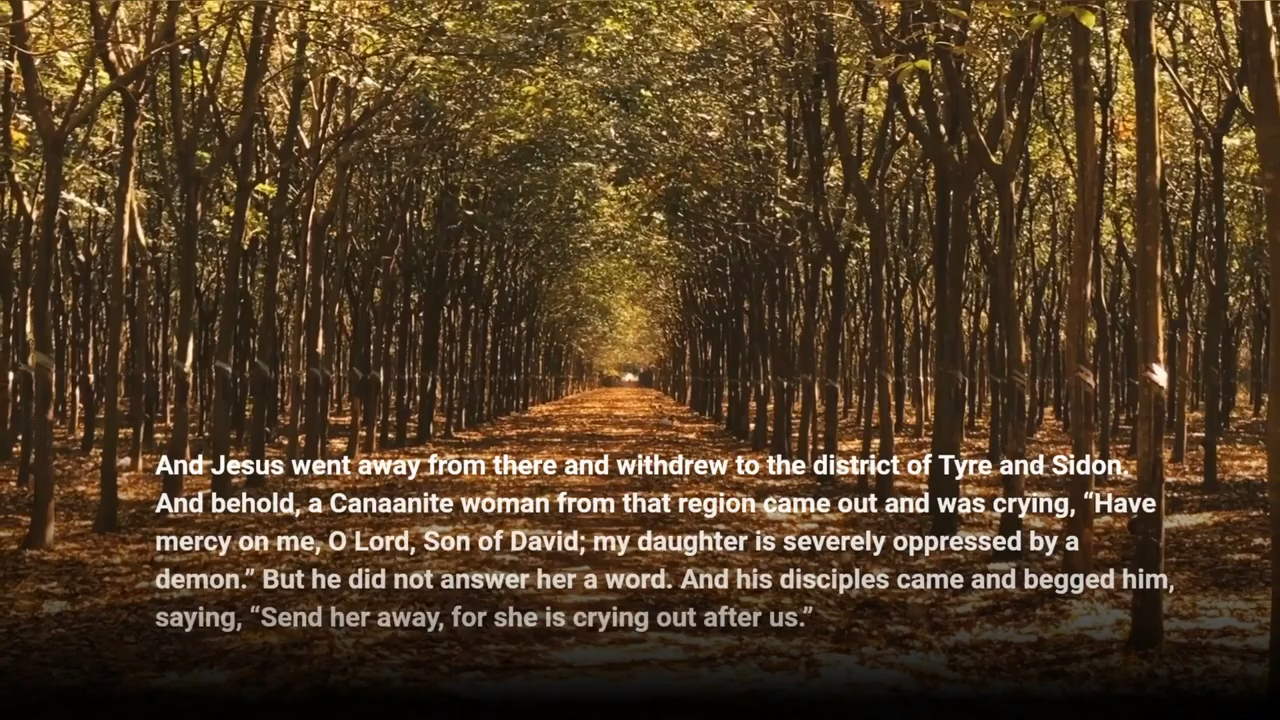 And Jesus went away from there and withdrew to the district of Tyre and Sidon.
And behold, a Canaanite woman from that region came out and was crying, “Have
mercy on me, O Lord, Son of David; my daughter is severely oppressed by a
demon.” But he did not answer her a word. And his disciples came and begged him,
saying, “Send her away, for she is crying out after us.”